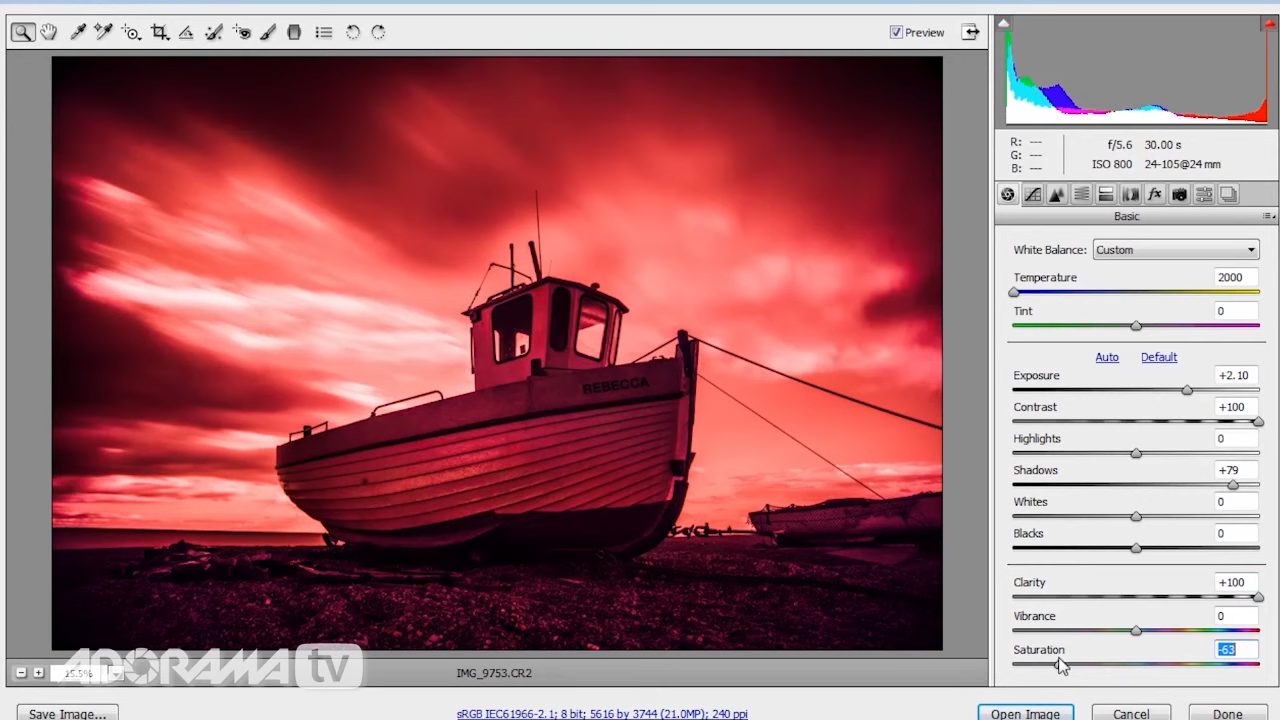 Preview
R: ---
G: ---
B: ---
f/5.6 30.00 s
ISO 800 24-105@24 mm
fx
Basic
White Balance: Custom
Temperature 2000
Tint 0
Auto Default
Exposure +2.10
Contrast +100
Highlights 0
Shadows +79
Whites 0
Blacks 0
Clarity +100
Vibrance 0
Saturation -63
REBECCA
ADORAMA tv
15.5%
IMG_9753.CR2
Save Image...
sRGB IEC61966-2.1; 8 bit; 5616 by 3744 (21.0MP); 240 ppi
Open Image Cancel Done